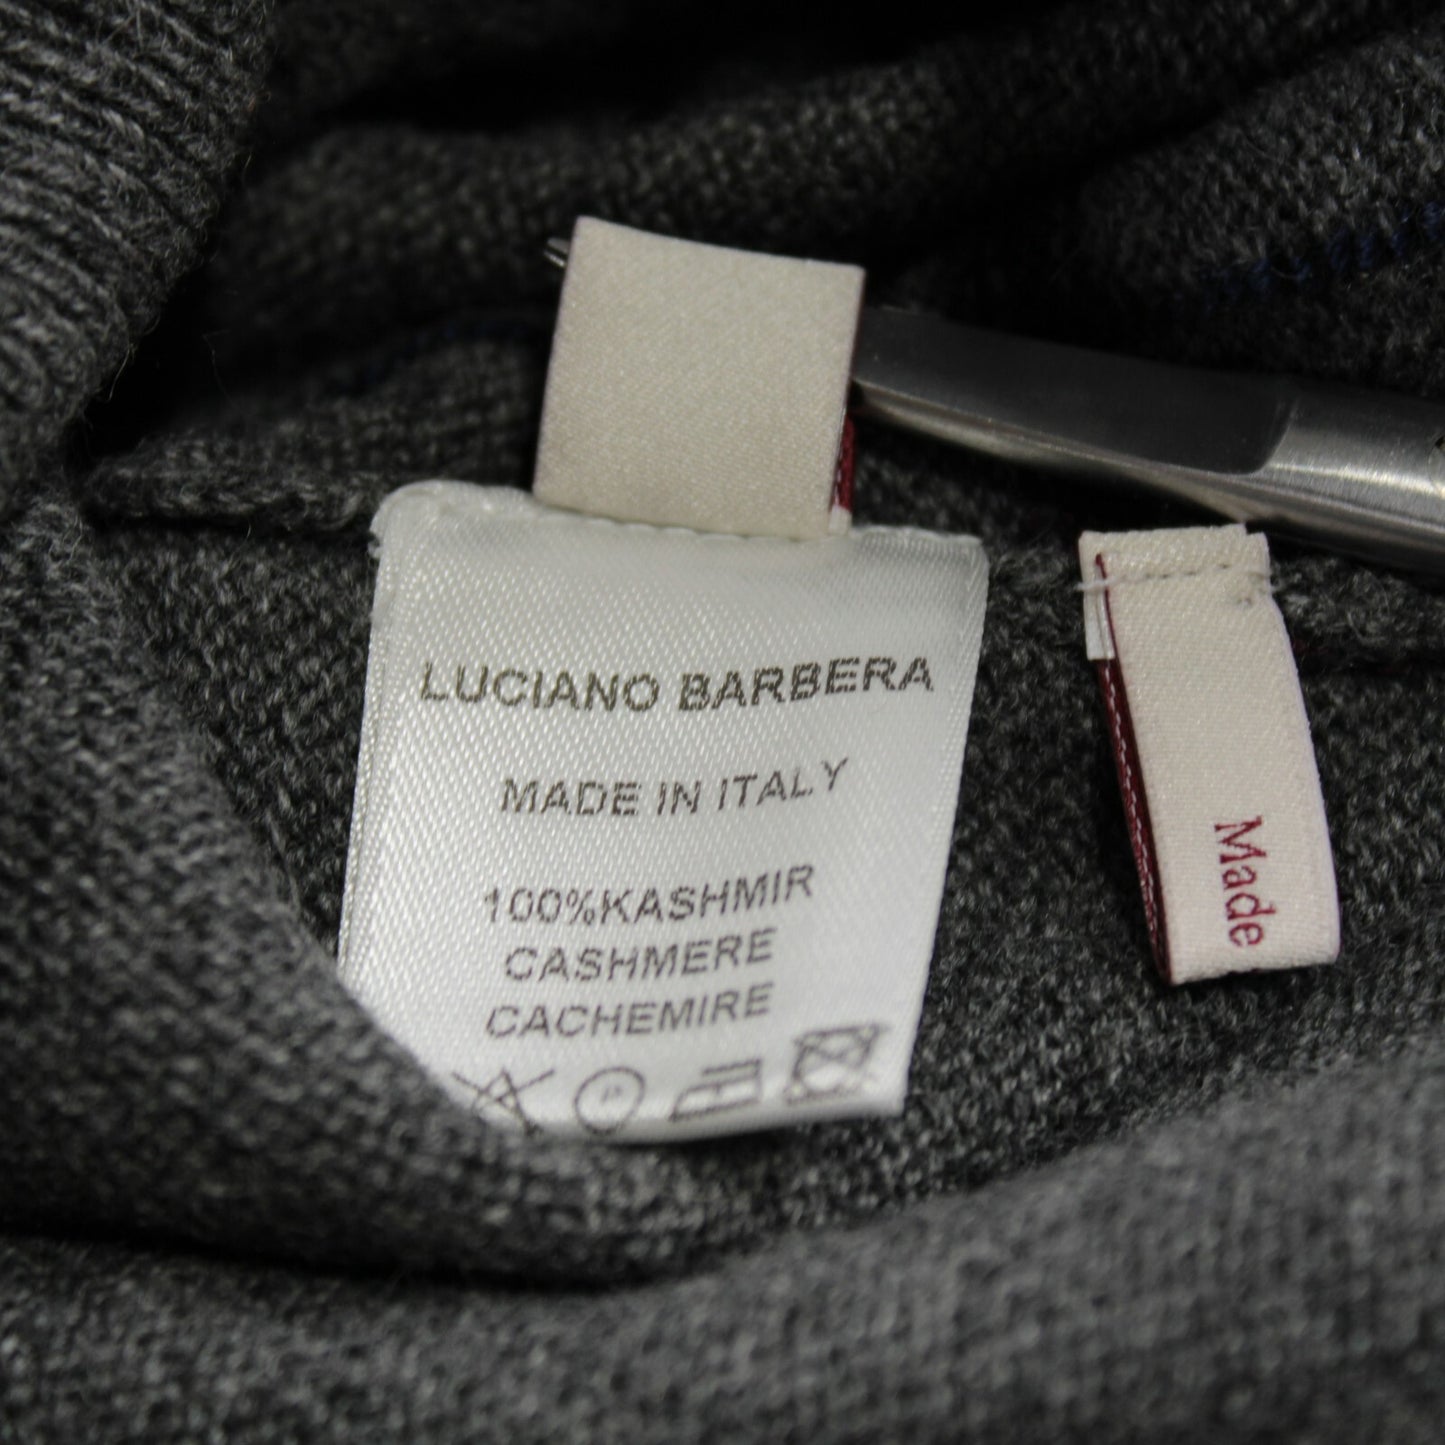 LUCIANO BARBERA
MADE IN ITALY
100%KASHMIR
CASHMERE
CACHEMIRE
Made